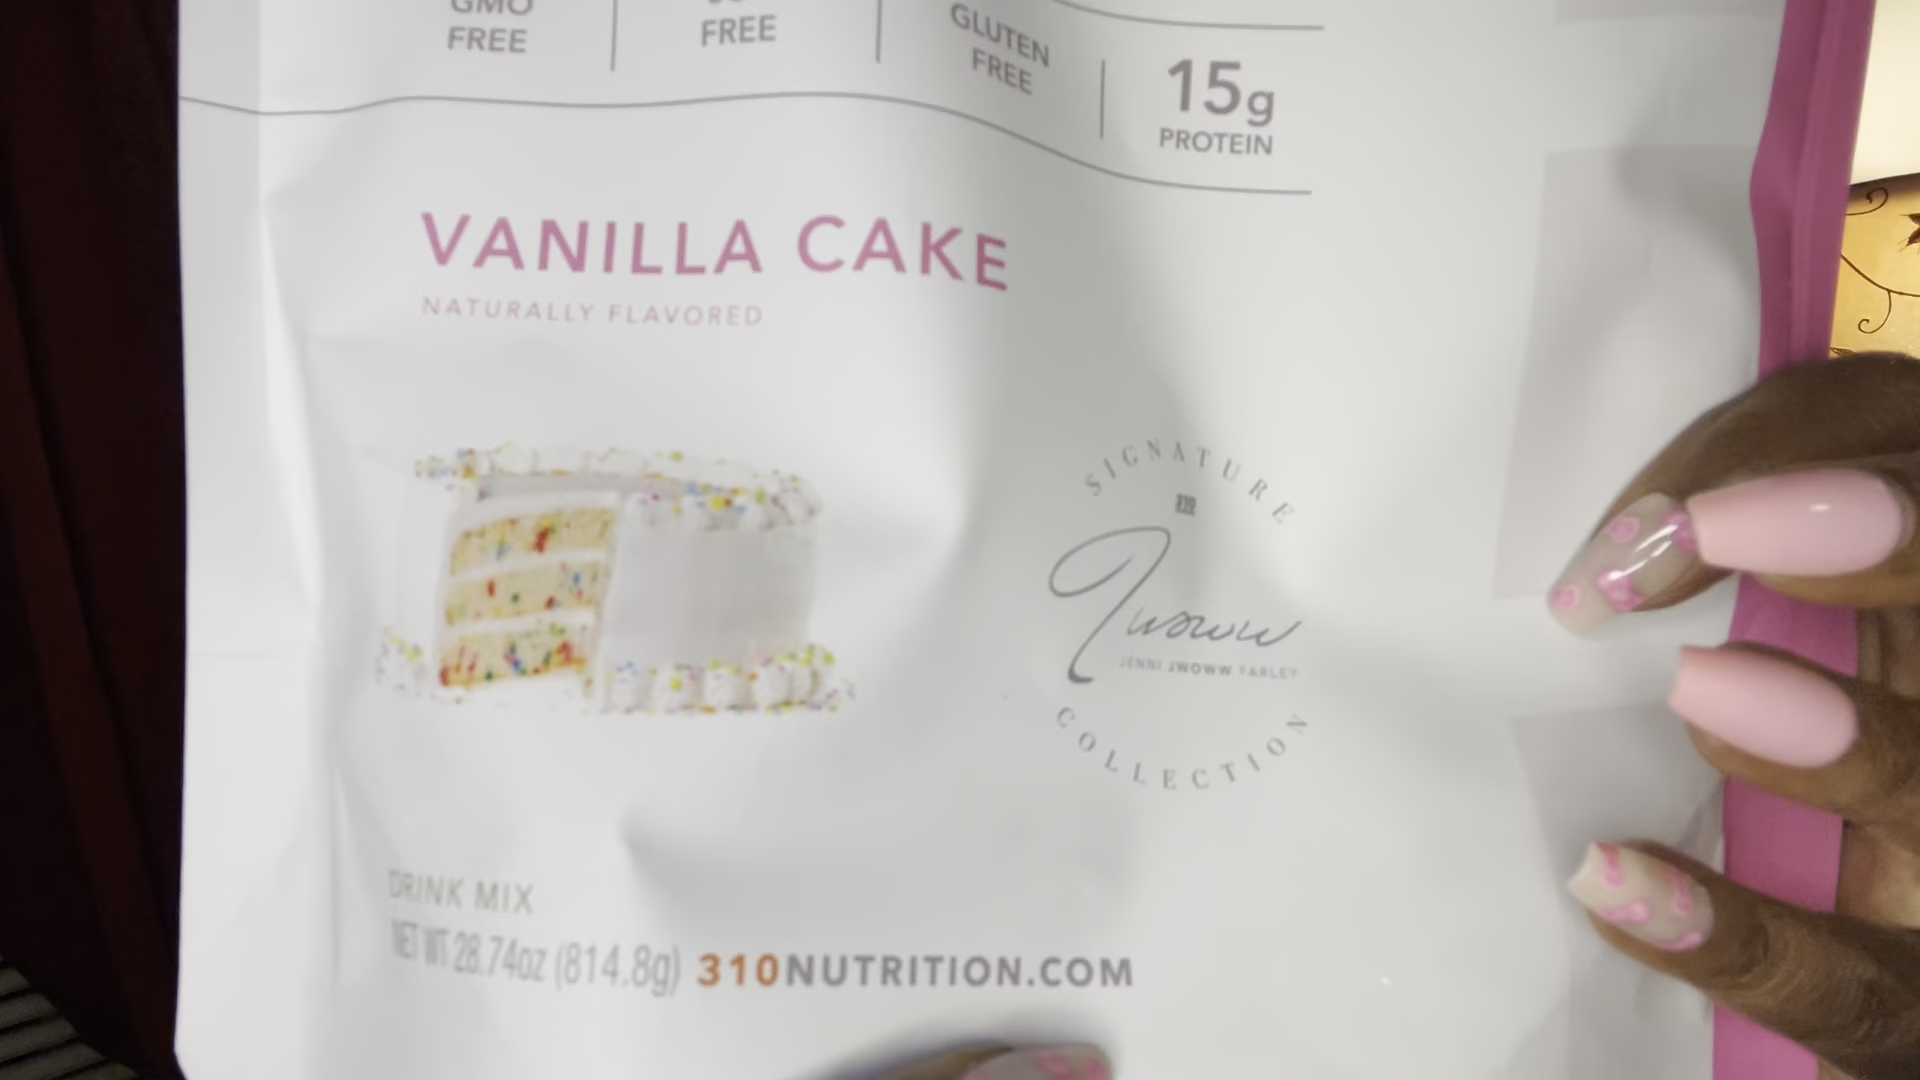 GMO
FREE
FREE
GLUTEN
FREE
15g
PROTEIN
VANILLA CAKE
NATURALLY FLAVORED
SIGNATURE
310
Jwoww
JENNI JWOWW FARLEY
COLLECTION
DRINK MIX
NET WT 28.74oz (814.8g) 310NUTRITION.COM